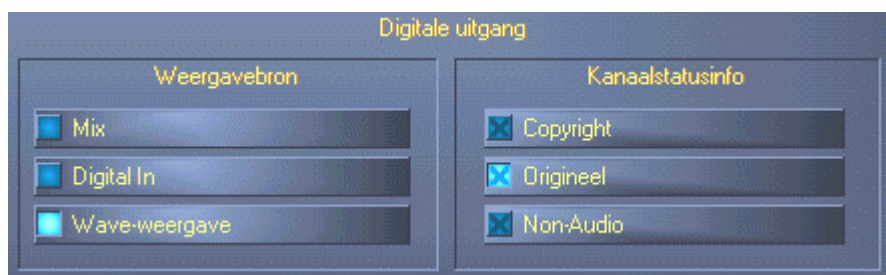 Digitale uitgang
Weergavebron
Mix
Digital In
Wave-weergave
Kanaalstatusinfo
Copyright
Origineel
Non-Audio